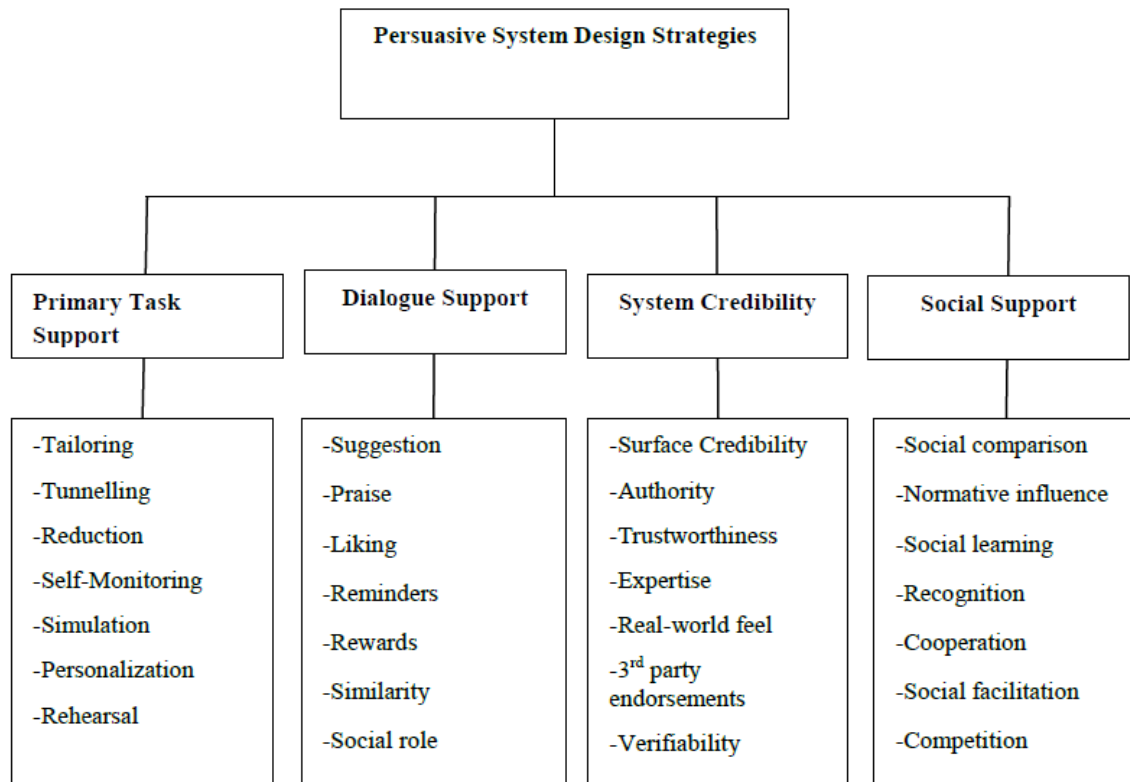 Persuasive System Design Strategies
Primary Task
Support
Dialogue Support
System Credibility
Social Support
-Tailoring
-Tunnelling
-Reduction
-Self-Monitoring
-Simulation
-Personalization
-Rehearsal
-Suggestion
-Praise
-Liking
-Reminders
-Rewards
-Similarity
-Social role
-Surface Credibility
-Authority
-Trustworthiness
-Expertise
-Real-world feel
-3rd party
endorsements
-Verifiability
-Social comparison
-Normative influence
-Social learning
-Recognition
-Cooperation
-Social facilitation
-Competition